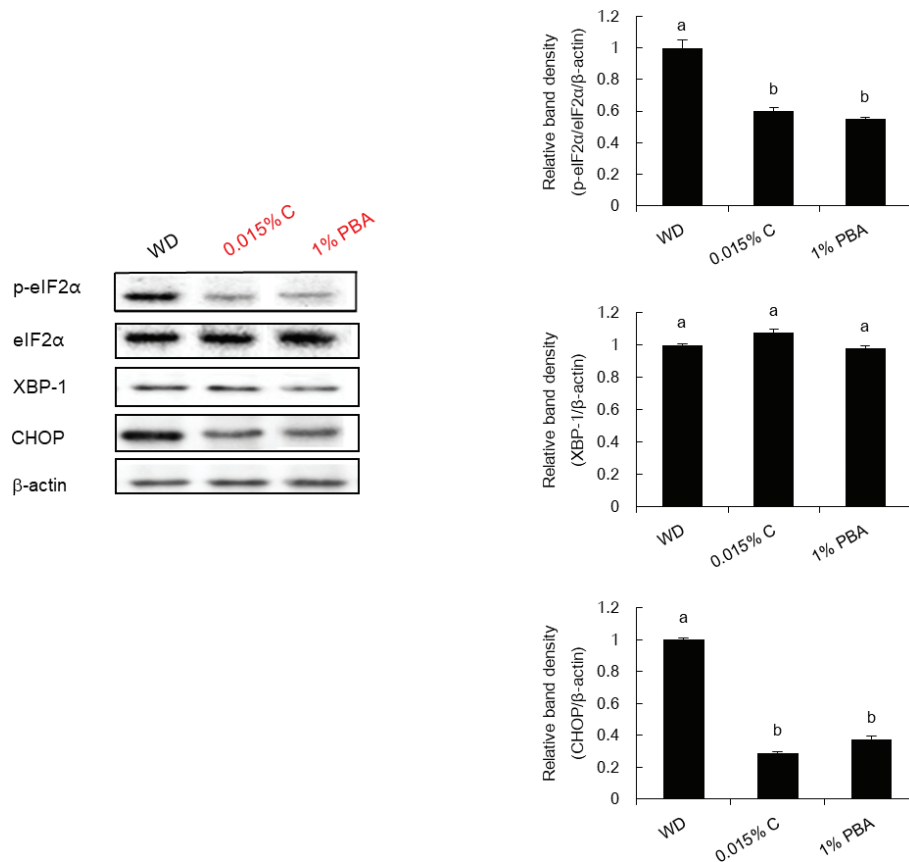 WD
0.015% C
1% PBA
p-eIF2α
eIF2α
XBP-1
CHOP
β-actin
Relative band density
(p-eIF2α/eIF2α/β-actin)
1.2
1
0.8
0.6
0.4
0.2
0
a
b
b
WD
0.015% C
1% PBA
Relative band density
(XBP-1/β-actin)
1.2
1
0.8
0.6
0.4
0.2
0
a
a
a
WD
0.015% C
1% PBA
Relative band density
(CHOP/β-actin)
1.2
1
0.8
0.6
0.4
0.2
0
a
b
b
WD
0.015% C
1% PBA